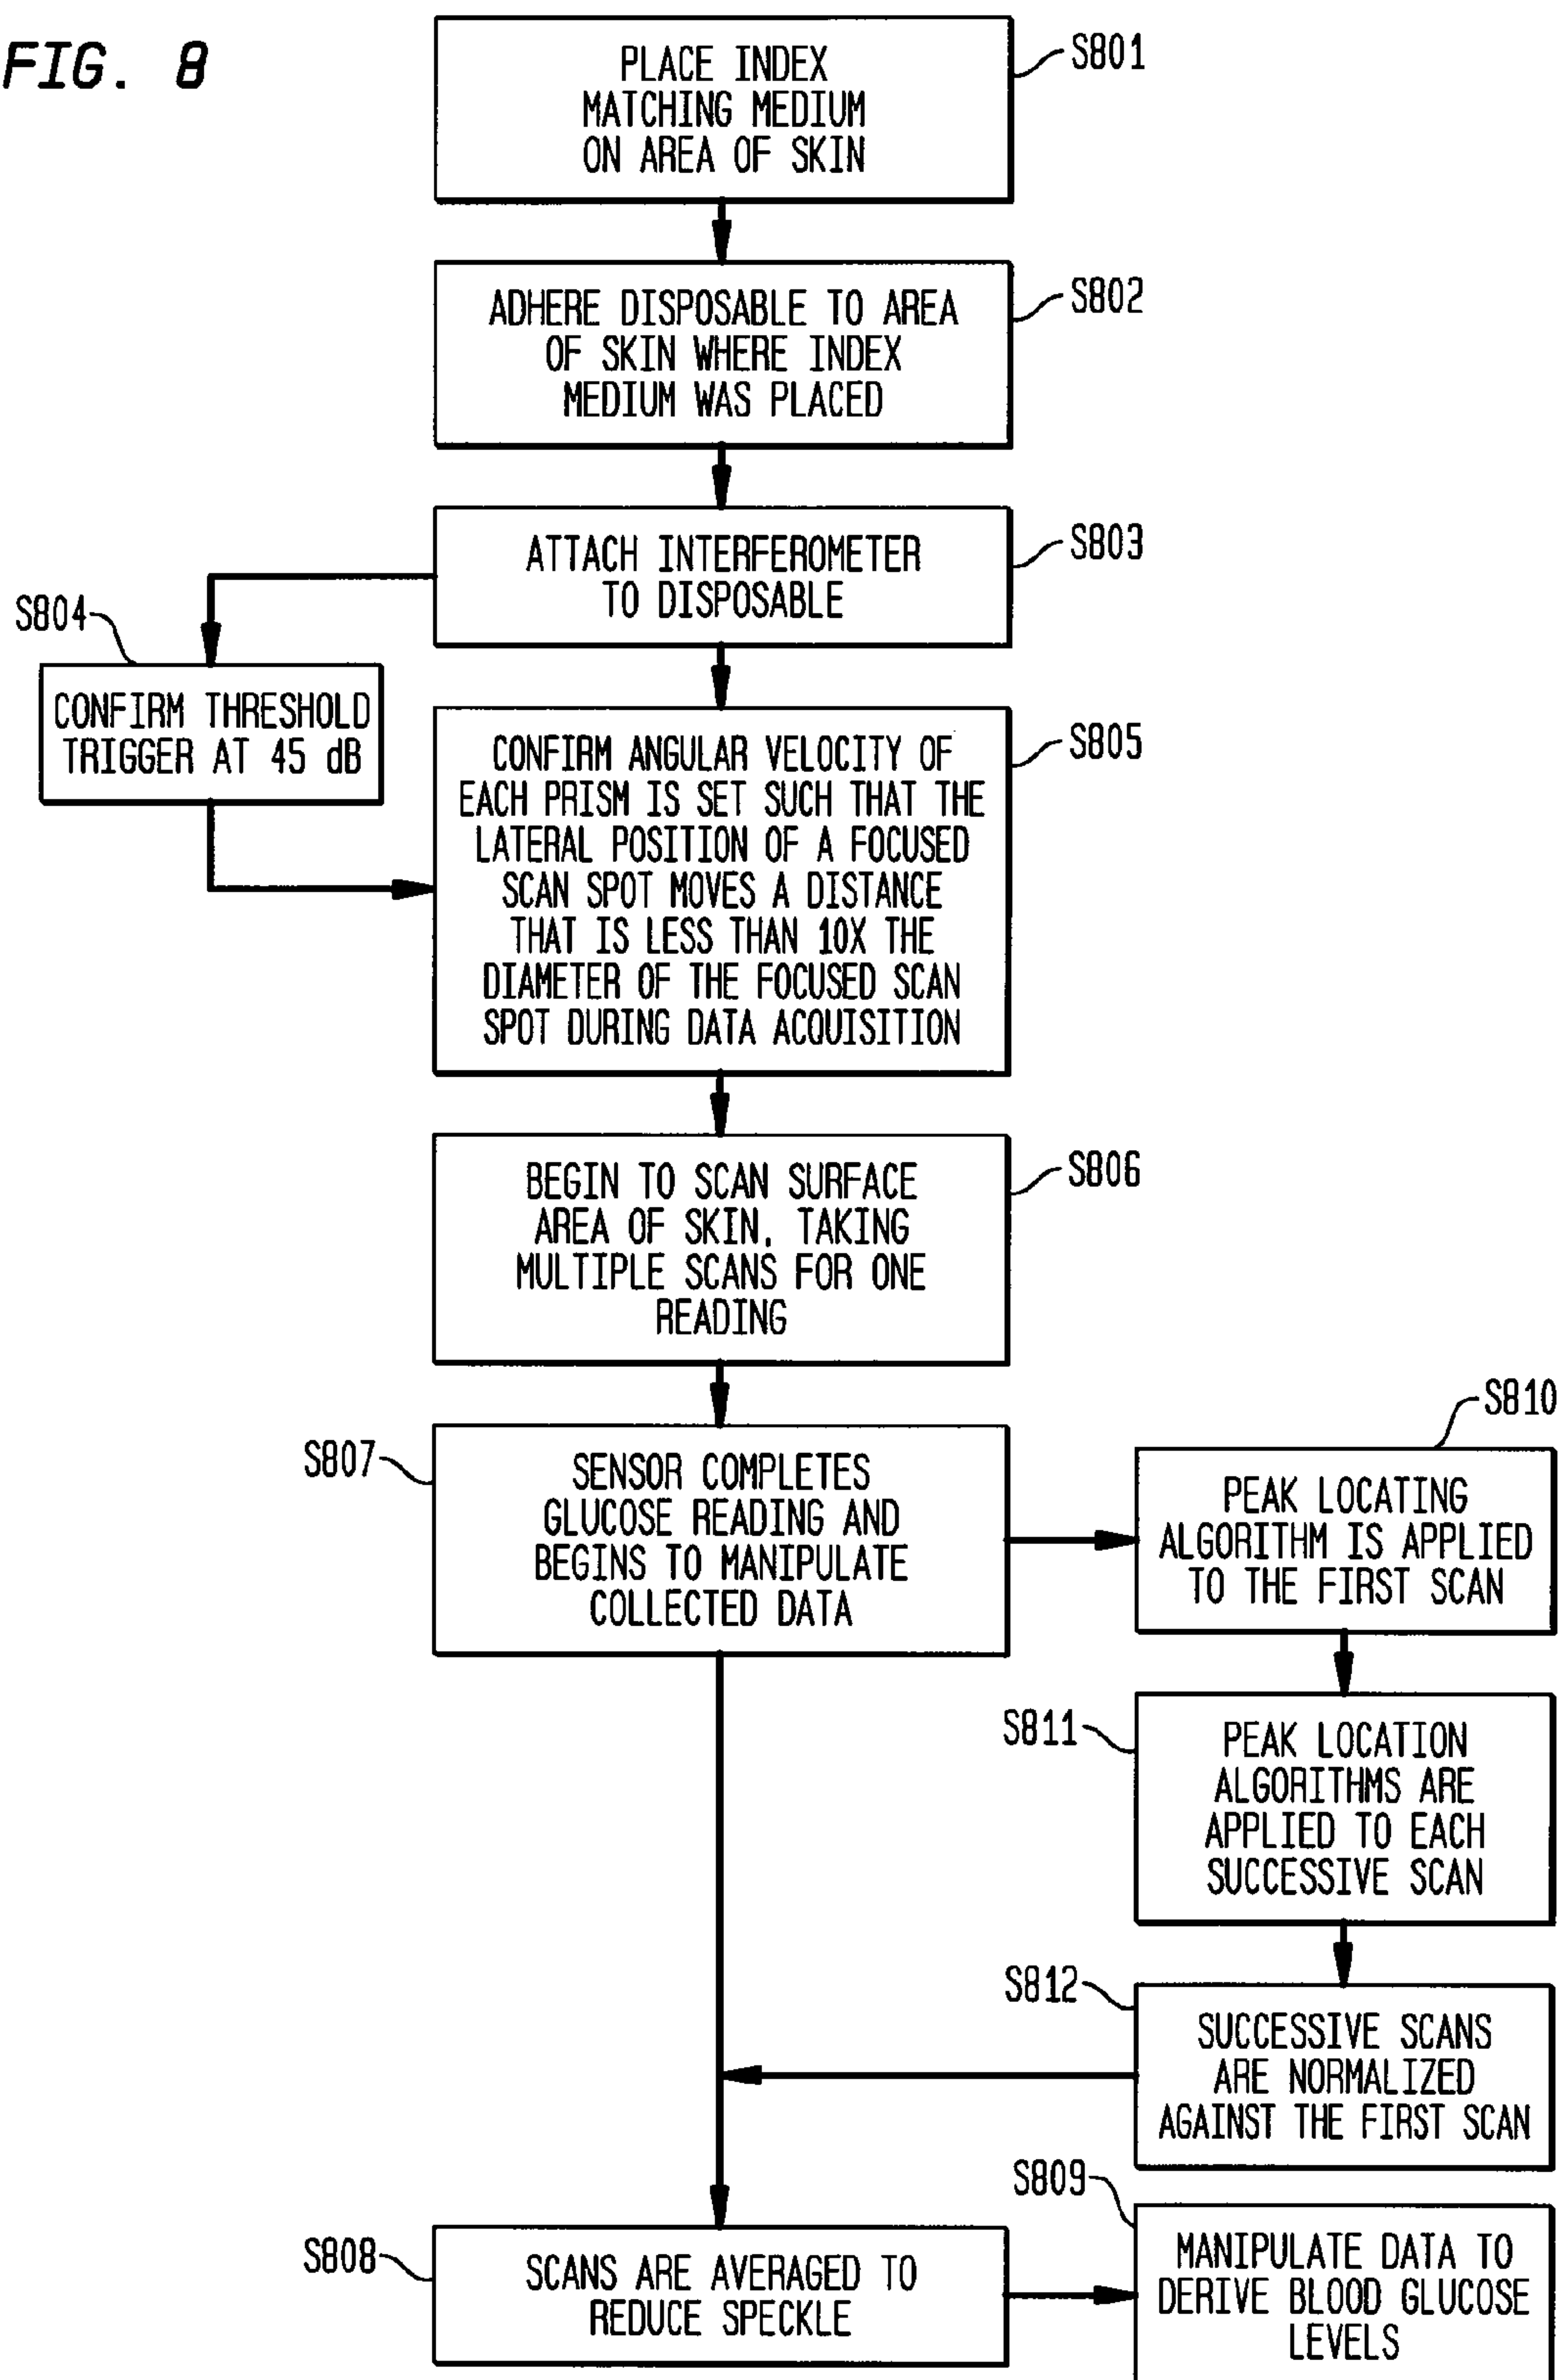 FIG. 8
PLACE INDEX
MATCHING MEDIUM
ON AREA OF SKIN
S801
ADHERE DISPOSABLE TO AREA
OF SKIN WHERE INDEX
MEDIUM WAS PLACED
S802
ATTACH INTERFEROMETER
TO DISPOSABLE
S803
S804
CONFIRM THRESHOLD
TRIGGER AT 45 dB
CONFIRM ANGULAR VELOCITY OF
EACH PRISM IS SET SUCH THAT THE
LATERAL POSITION OF A FOCUSED
SCAN SPOT MOVES A DISTANCE
THAT IS LESS THAN 10X THE
DIAMETER OF THE FOCUSED SCAN
SPOT DURING DATA ACQUISITION
S805
BEGIN TO SCAN SURFACE
AREA OF SKIN, TAKING
MULTIPLE SCANS FOR ONE
READING
S806
S807
SENSOR COMPLETES
GLUCOSE READING AND
BEGINS TO MANIPULATE
COLLECTED DATA
S810
PEAK LOCATING
ALGORITHM IS APPLIED
TO THE FIRST SCAN
S811
PEAK LOCATION
ALGORITHMS ARE
APPLIED TO EACH
SUCCESSIVE SCAN
S812
SUCCESSIVE SCANS
ARE NORMALIZED
AGAINST THE FIRST SCAN
S808
SCANS ARE AVERAGED TO
REDUCE SPECKLE
S809
MANIPULATE DATA TO
DERIVE BLOOD GLUCOSE
LEVELS